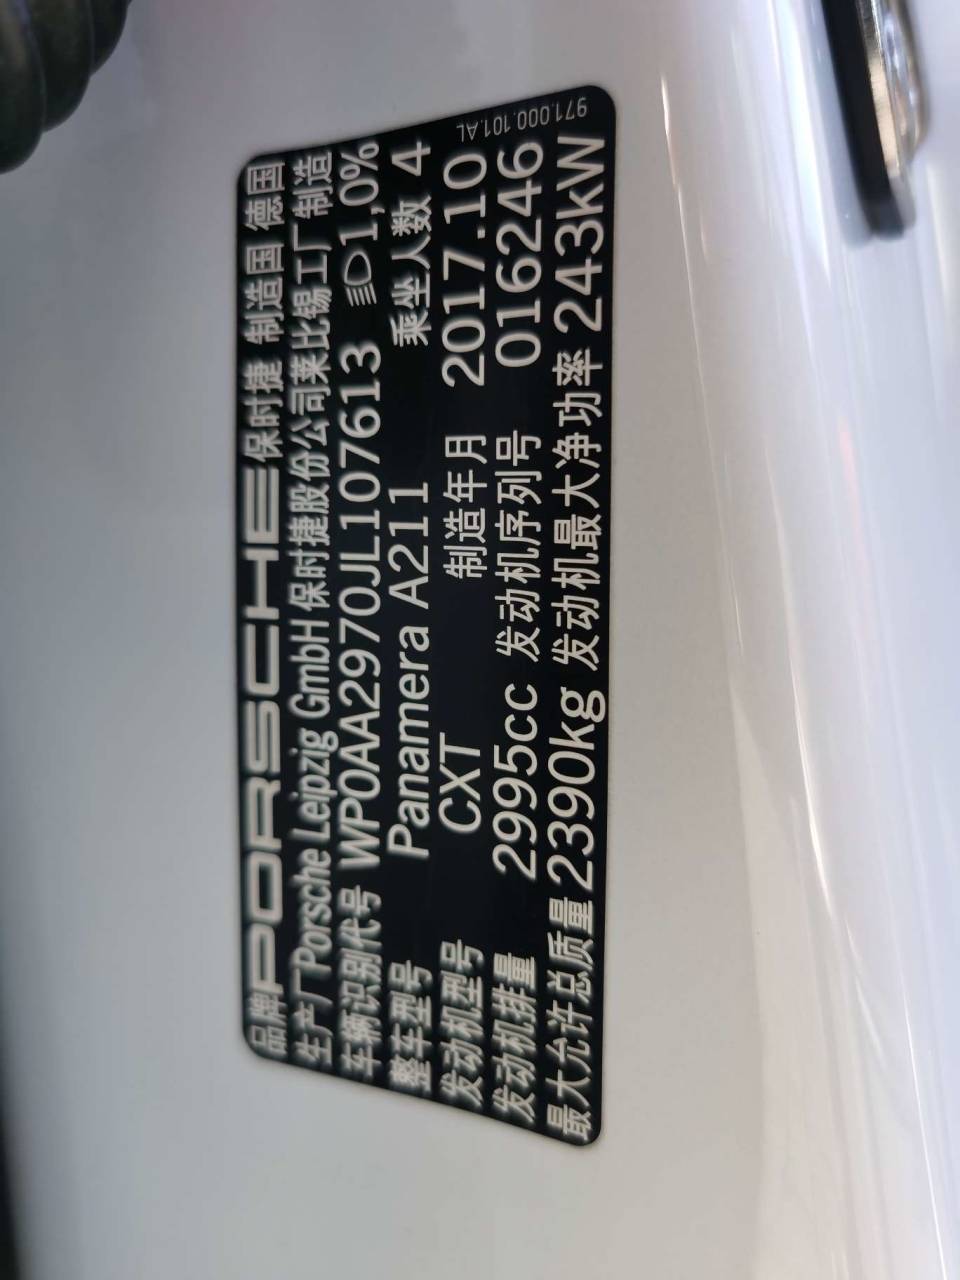 971.000.101.AL
品牌 PORSCHE 保时捷 制造国 德国
生产厂 Porsche Leipzig GmbH 保时捷股份公司莱比锡工厂制造
车辆识别代号 WP0AA2970JL107613 1,0%
整车型号 Panamera A211 乘坐人数 4
发动机型号 CXT 制造年月 2017.10
发动机排量 2995cc 发动机序列号 016246
最大允许总质量 2390kg 发动机最大净功率 243kW